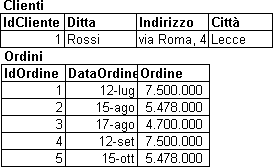 Clienti
IdCliente Ditta Indirizzo Città
1 Rossi via Roma, 4 Lecce
Ordini
IdOrdine DataOrdine Ordine
1 12-lug 7.500.000
2 15-ago 5.478.000
3 17-ago 4.700.000
4 12-set 7.500.000
5 15-ott 5.478.000